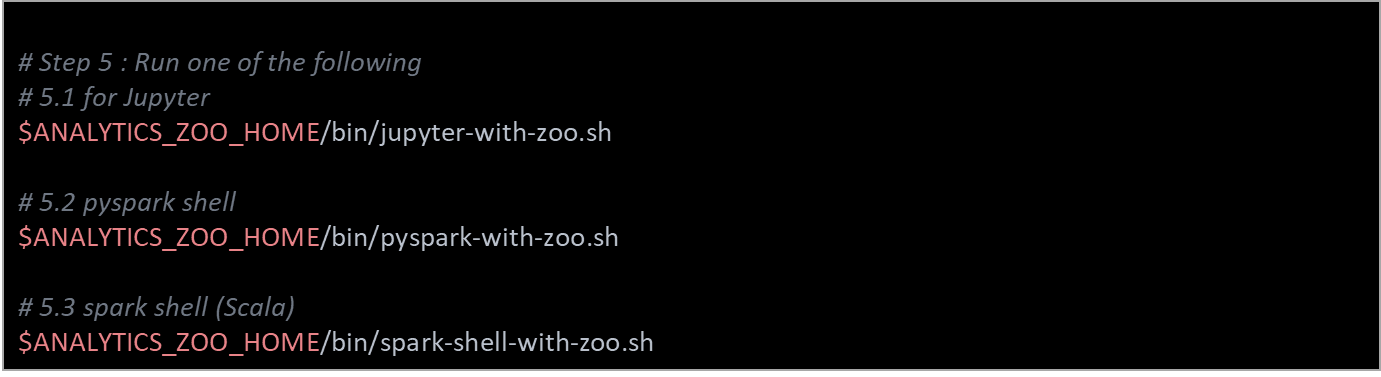 # Step 5 : Run one of the following
# 5.1 for Jupyter
$ANALYTICS_ZOO_HOME/bin/jupyter-with-zoo.sh
# 5.2 pyspark shell
$ANALYTICS_ZOO_HOME/bin/pyspark-with-zoo.sh
# 5.3 spark shell (Scala)
$ANALYTICS_ZOO_HOME/bin/spark-shell-with-zoo.sh